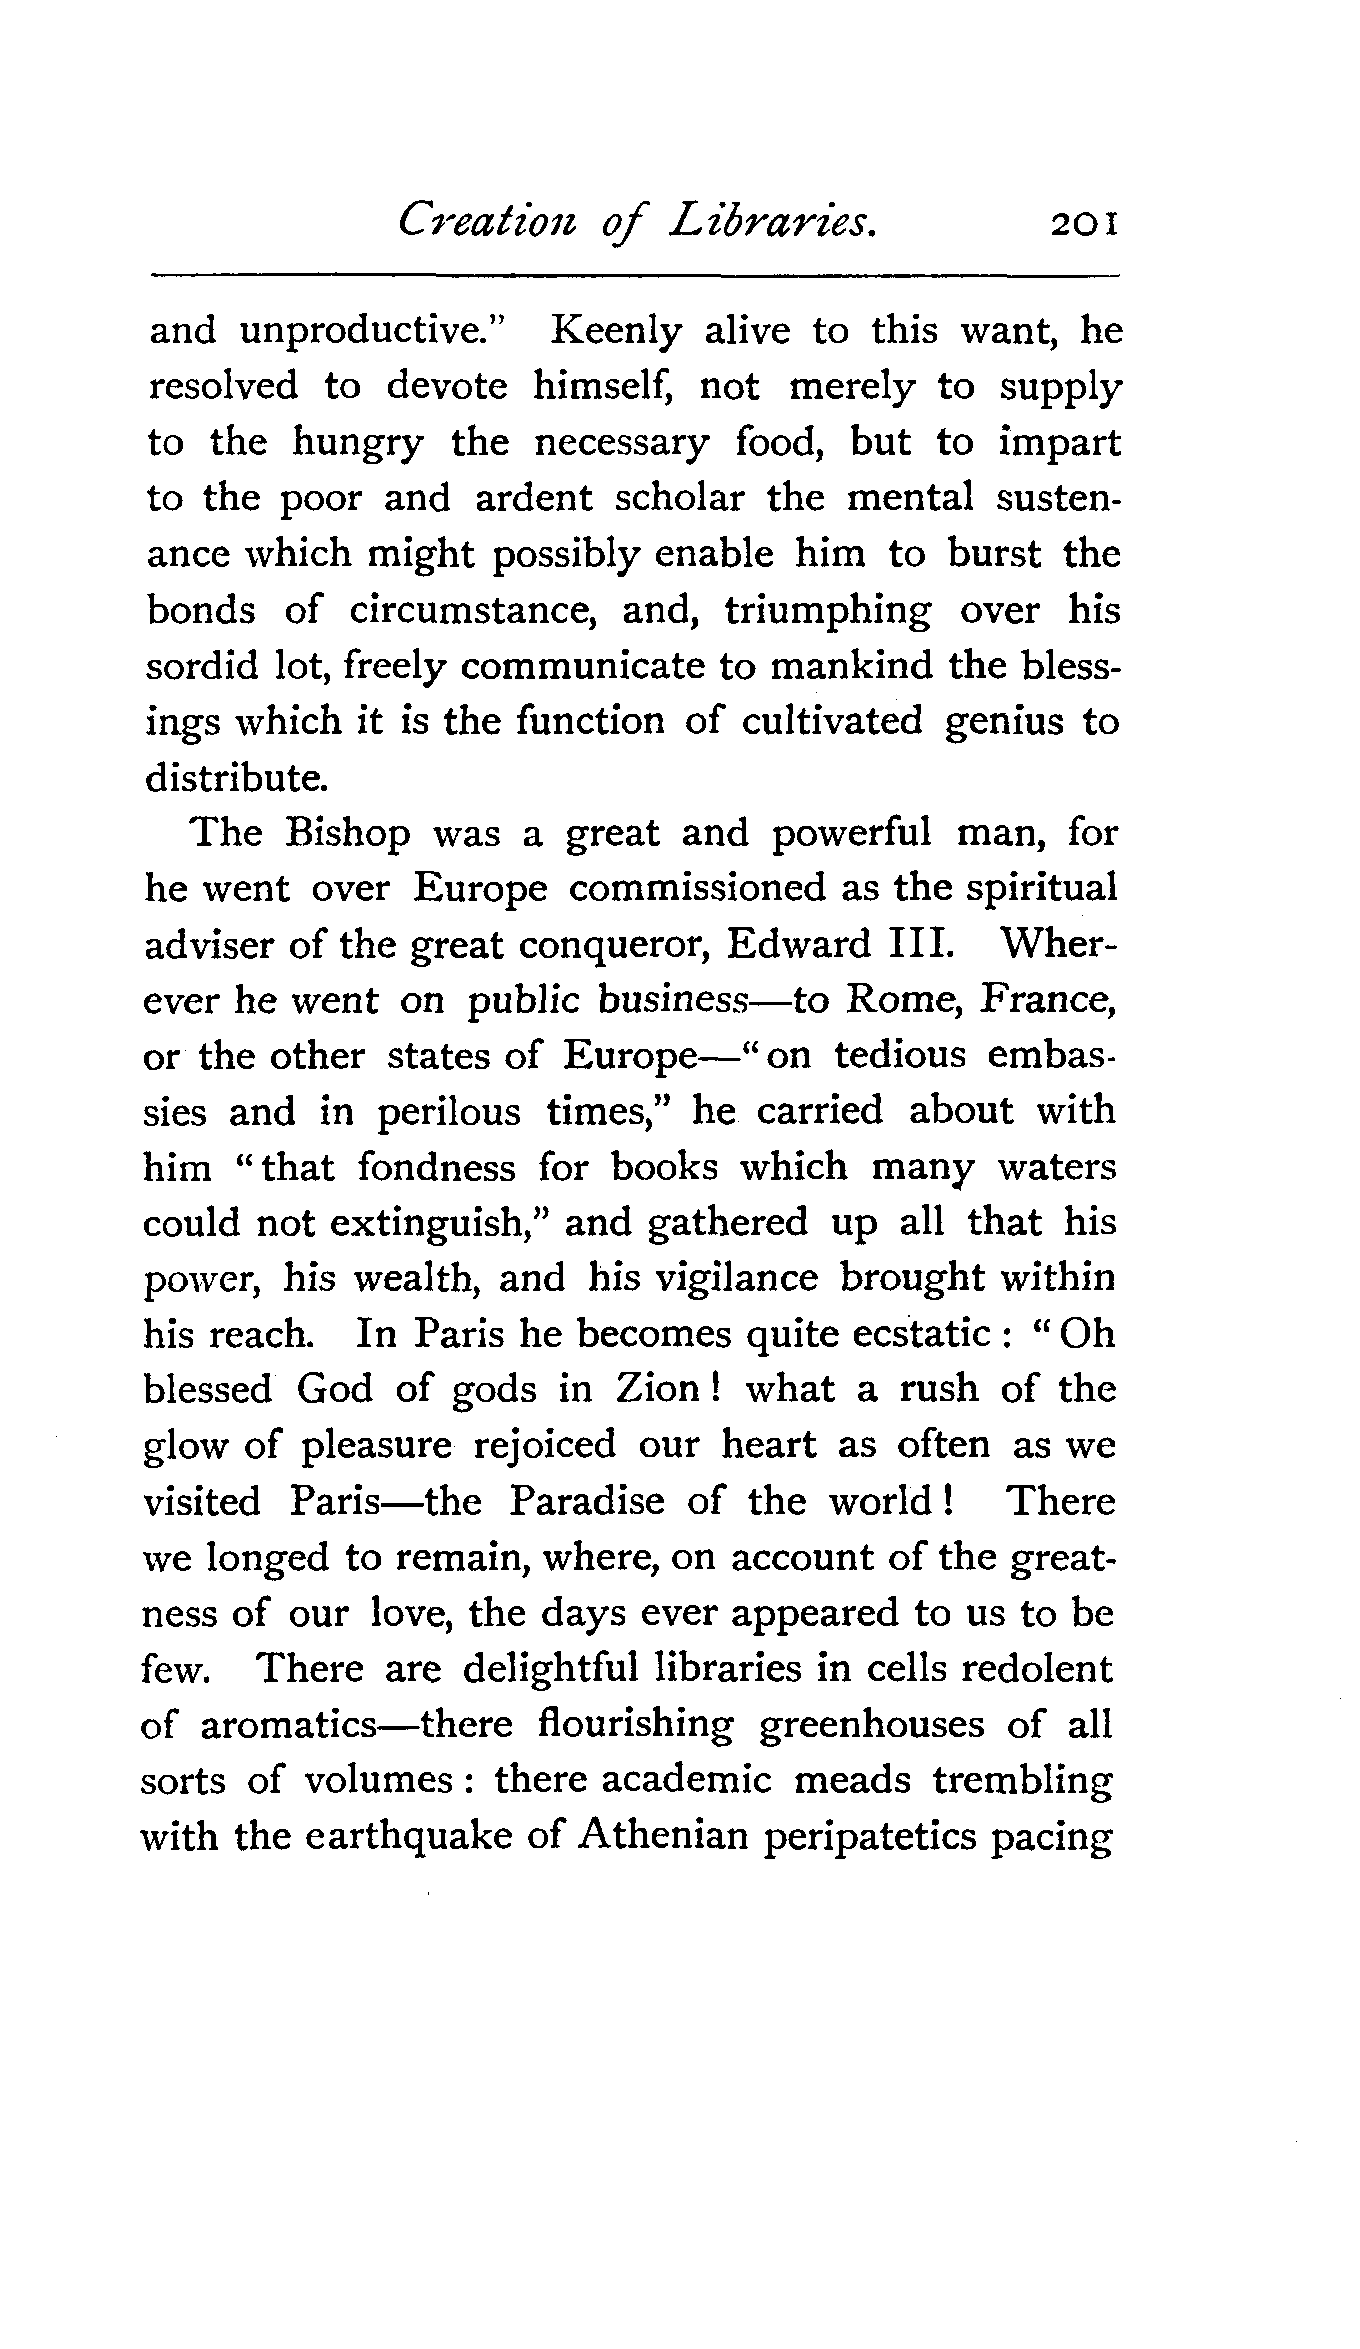 Creation of Libraries. 201
and unproductive." Keenly alive to this want, he
resolved to devote himself, not merely to supply
to the hungry the necessary food, but to impart
to the poor and ardent scholar the mental susten-
ance which might possibly enable him to burst the
bonds of circumstance, and, triumphing over his
sordid lot, freely communicate to mankind the bless-
ings which it is the function of cultivated genius to
distribute.
The Bishop was a great and powerful man, for
he went over Europe commissioned as the spiritual
adviser of the great conqueror, Edward III. Wher-
ever he went on public business—to Rome, France,
or the other states of Europe—"on tedious embas-
sies and in perilous times," he carried about with
him "that fondness for books which many waters
could not extinguish," and gathered up all that his
power, his wealth, and his vigilance brought within
his reach. In Paris he becomes quite ecstatic : "Oh
blessed God of gods in Zion ! what a rush of the
glow of pleasure rejoiced our heart as often as we
visited Paris—the Paradise of the world ! There
we longed to remain, where, on account of the great-
ness of our love, the days ever appeared to us to be
few. There are delightful libraries in cells redolent
of aromatics—there flourishing greenhouses of all
sorts of volumes : there academic meads trembling
with the earthquake of Athenian peripatetics pacing